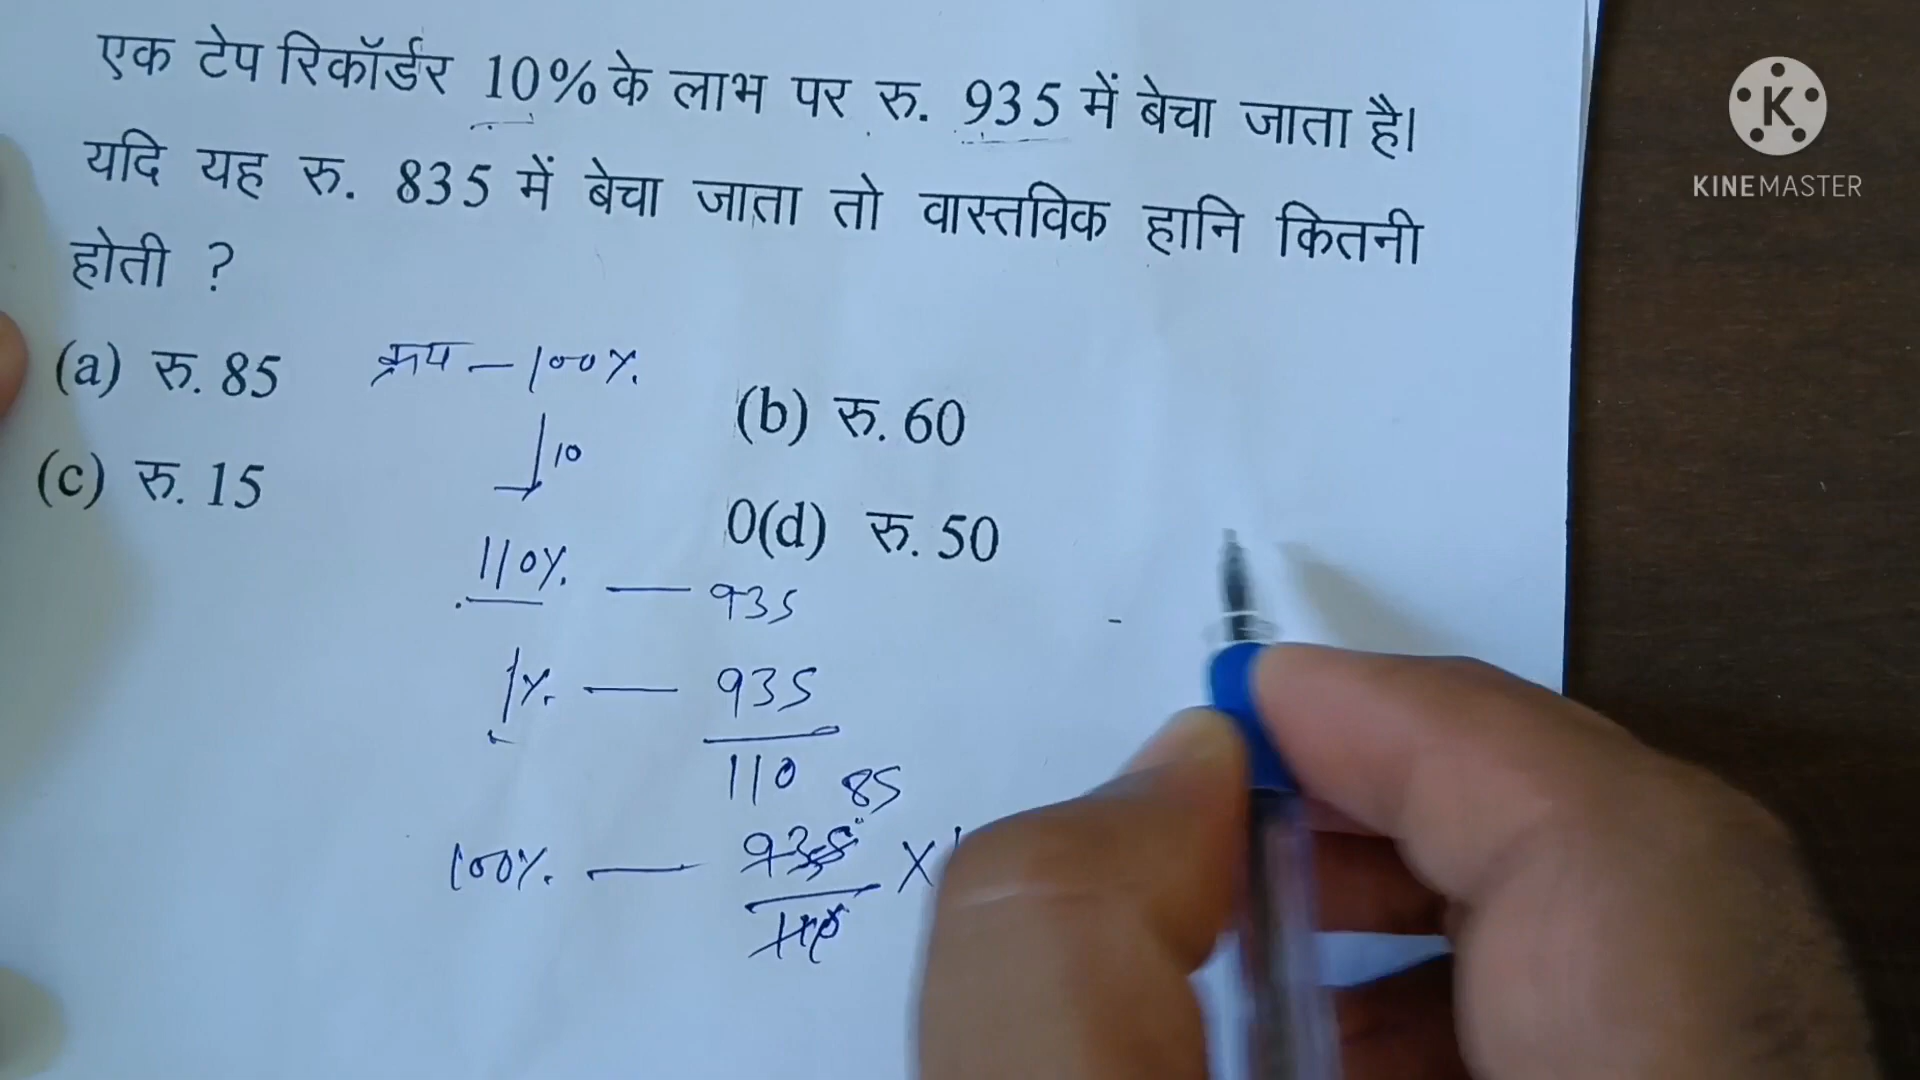 एक टेप रिकॉर्डर 10% के लाभ पर रु. 935 में बेचा जाता है।
यदि यह रु. 835 में बेचा जाता तो वास्तविक हानि कितनी
होती ?
(a) रु. 85
(b) रु. 60
(c) रु. 15
0(d) रु. 50
क्रय – 100%
10
110% — 935
1% — 935
110
85
100% — 935 ×
110
K
KINEMASTER